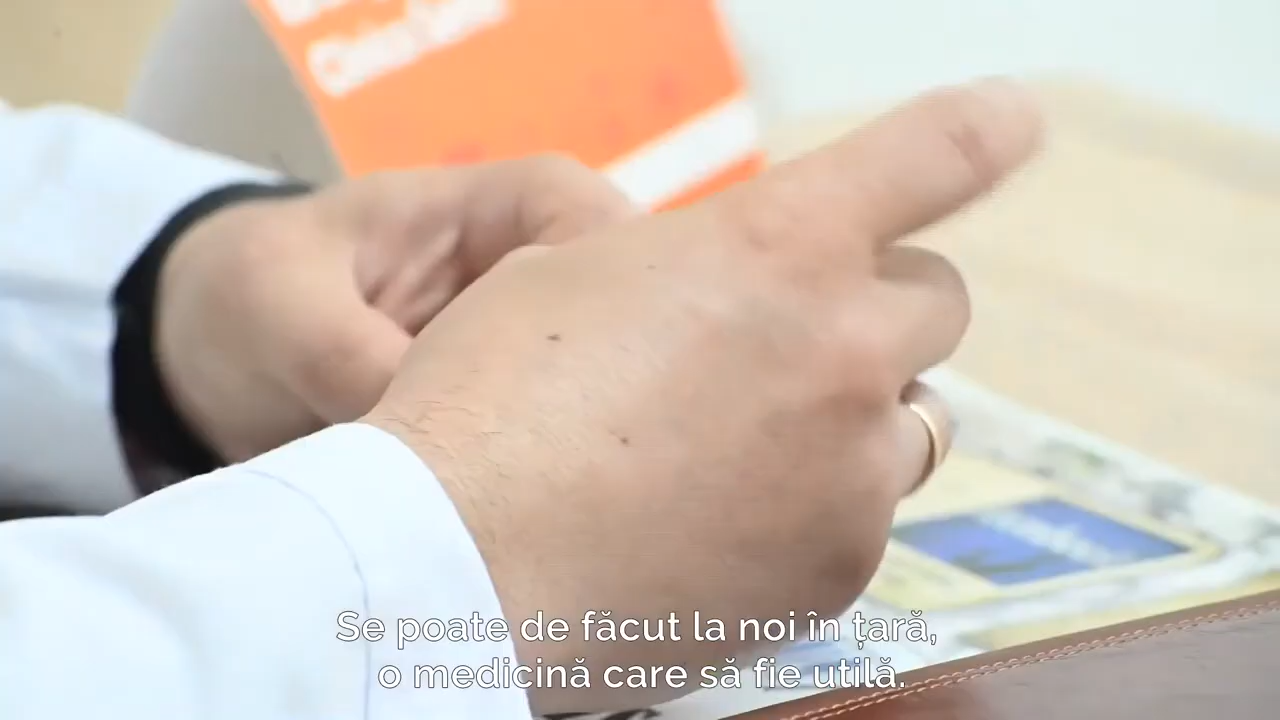 Se poate de făcut la noi în țară,
o medicină care să fie utilă.